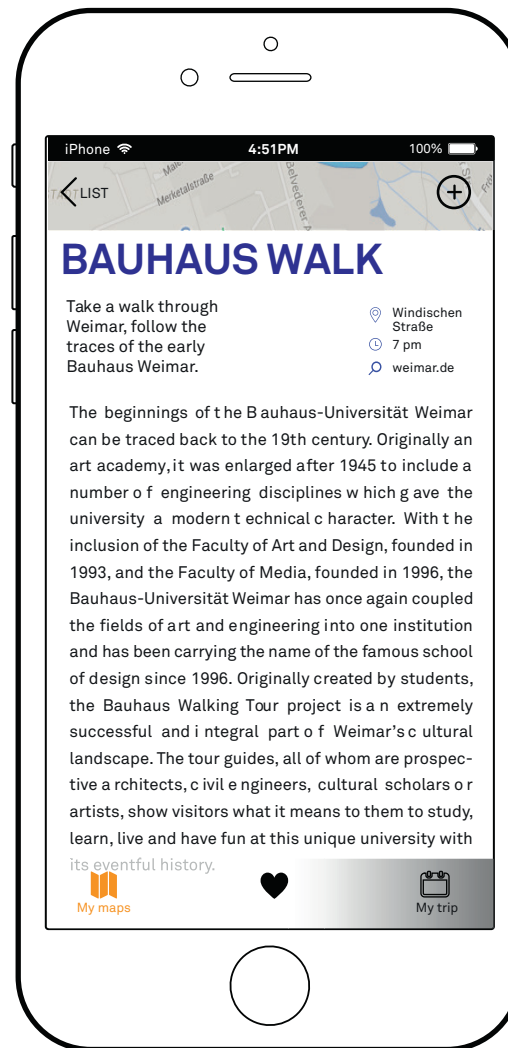 iPhone 4:51PM 100%
LIST
Merketalstraße
Belvederer A
BAUHAUS WALK
Take a walk through
Weimar, follow the
traces of the early
Bauhaus Weimar.
Windischen
Straße
7 pm
weimar.de
The beginnings of the Bauhaus-Universität Weimar
can be traced back to the 19th century. Originally an
art academy, it was enlarged after 1945 to include a
number of engineering disciplines which gave the
university a modern technical character. With the
inclusion of the Faculty of Art and Design, founded in
1993, and the Faculty of Media, founded in 1996, the
Bauhaus-Universität Weimar has once again coupled
the fields of art and engineering into one institution
and has been carrying the name of the famous school
of design since 1996. Originally created by students,
the Bauhaus Walking Tour project is an extremely
successful and integral part of Weimar's cultural
landscape. The tour guides, all of whom are prospec-
tive architects, civil engineers, cultural scholars or
artists, show visitors what it means to them to study,
learn, live and have fun at this unique university with
its eventful history.
My maps
My trip